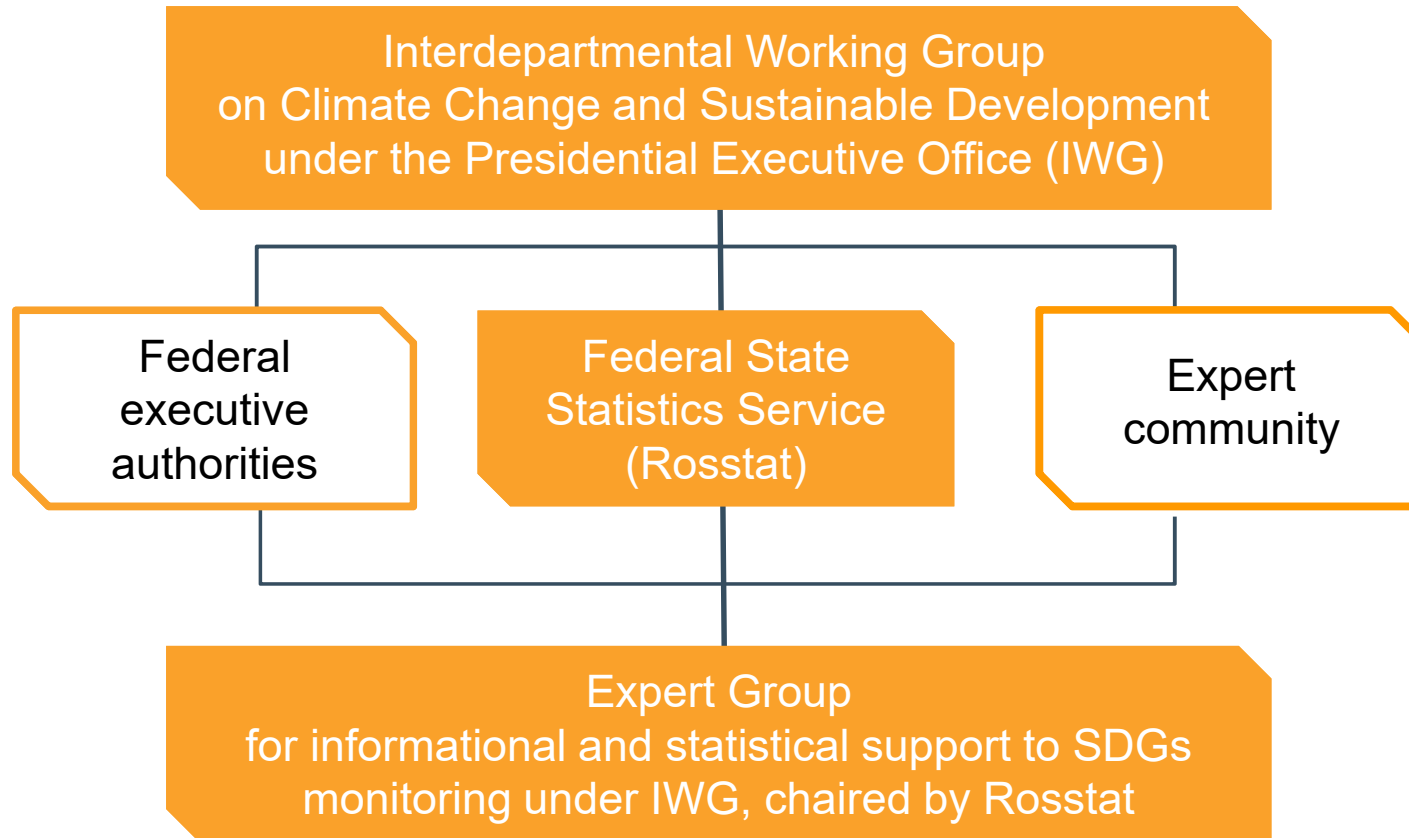 Interdepartmental Working Group
on Climate Change and Sustainable Development
under the Presidential Executive Office (IWG)
Federal
executive
authorities
Federal State
Statistics Service
(Rosstat)
Expert
community
Expert Group
for informational and statistical support to SDGs
monitoring under IWG, chaired by Rosstat